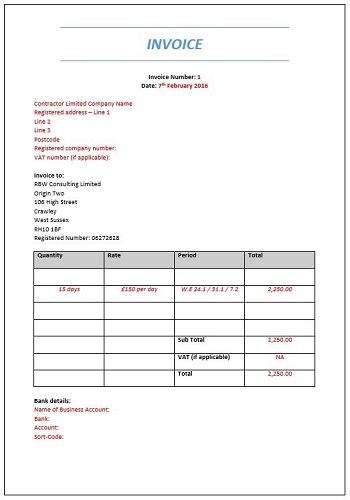 INVOICE
Invoice Number: 1
Date: 7th February 2016
Contractor Limited Company Name
Registered address – Line 1
Line 2
Line 3
Postcode
Registered company number:
VAT number (if applicable):
Invoice to:
RBW Consulting Limited
Origin Two
106 High Street
Crawley
West Sussex
RH10 1BF
Registered Number: 06272628
Quantity Rate Period Total
15 days £150 per day W.E 24.1 / 31.1 / 7.2 2,250.00
Sub Total 2,250.00
VAT (if applicable) NA
Total 2,250.00
Bank details:
Name of Business Account:
Bank:
Account:
Sort-Code: